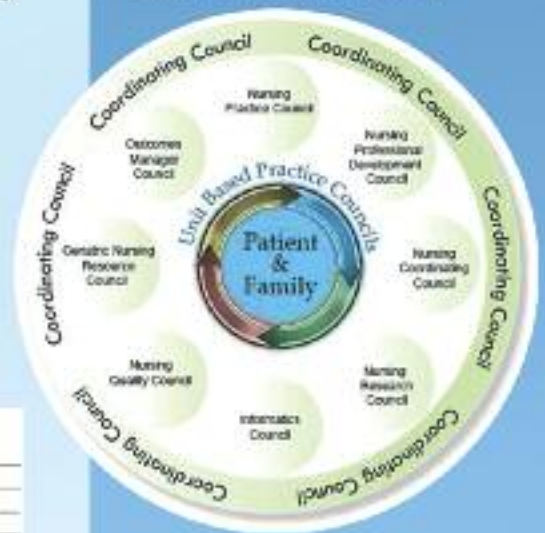 Coordinating Council
Coordinating Council
Coordinating Council
Coordinating Council
Coordinating Council
Coordinating Council
Nursing
Practice Council
Nursing
Professional
Development
Council
Nursing
Coordinating
Council
Nursing
Research
Council
Informatics
Council
Nursing
Quality Council
Geriatric Nursing
Resource
Council
Outcomes
Manager
Council
Unit Based Practice Councils
Patient
&
Family